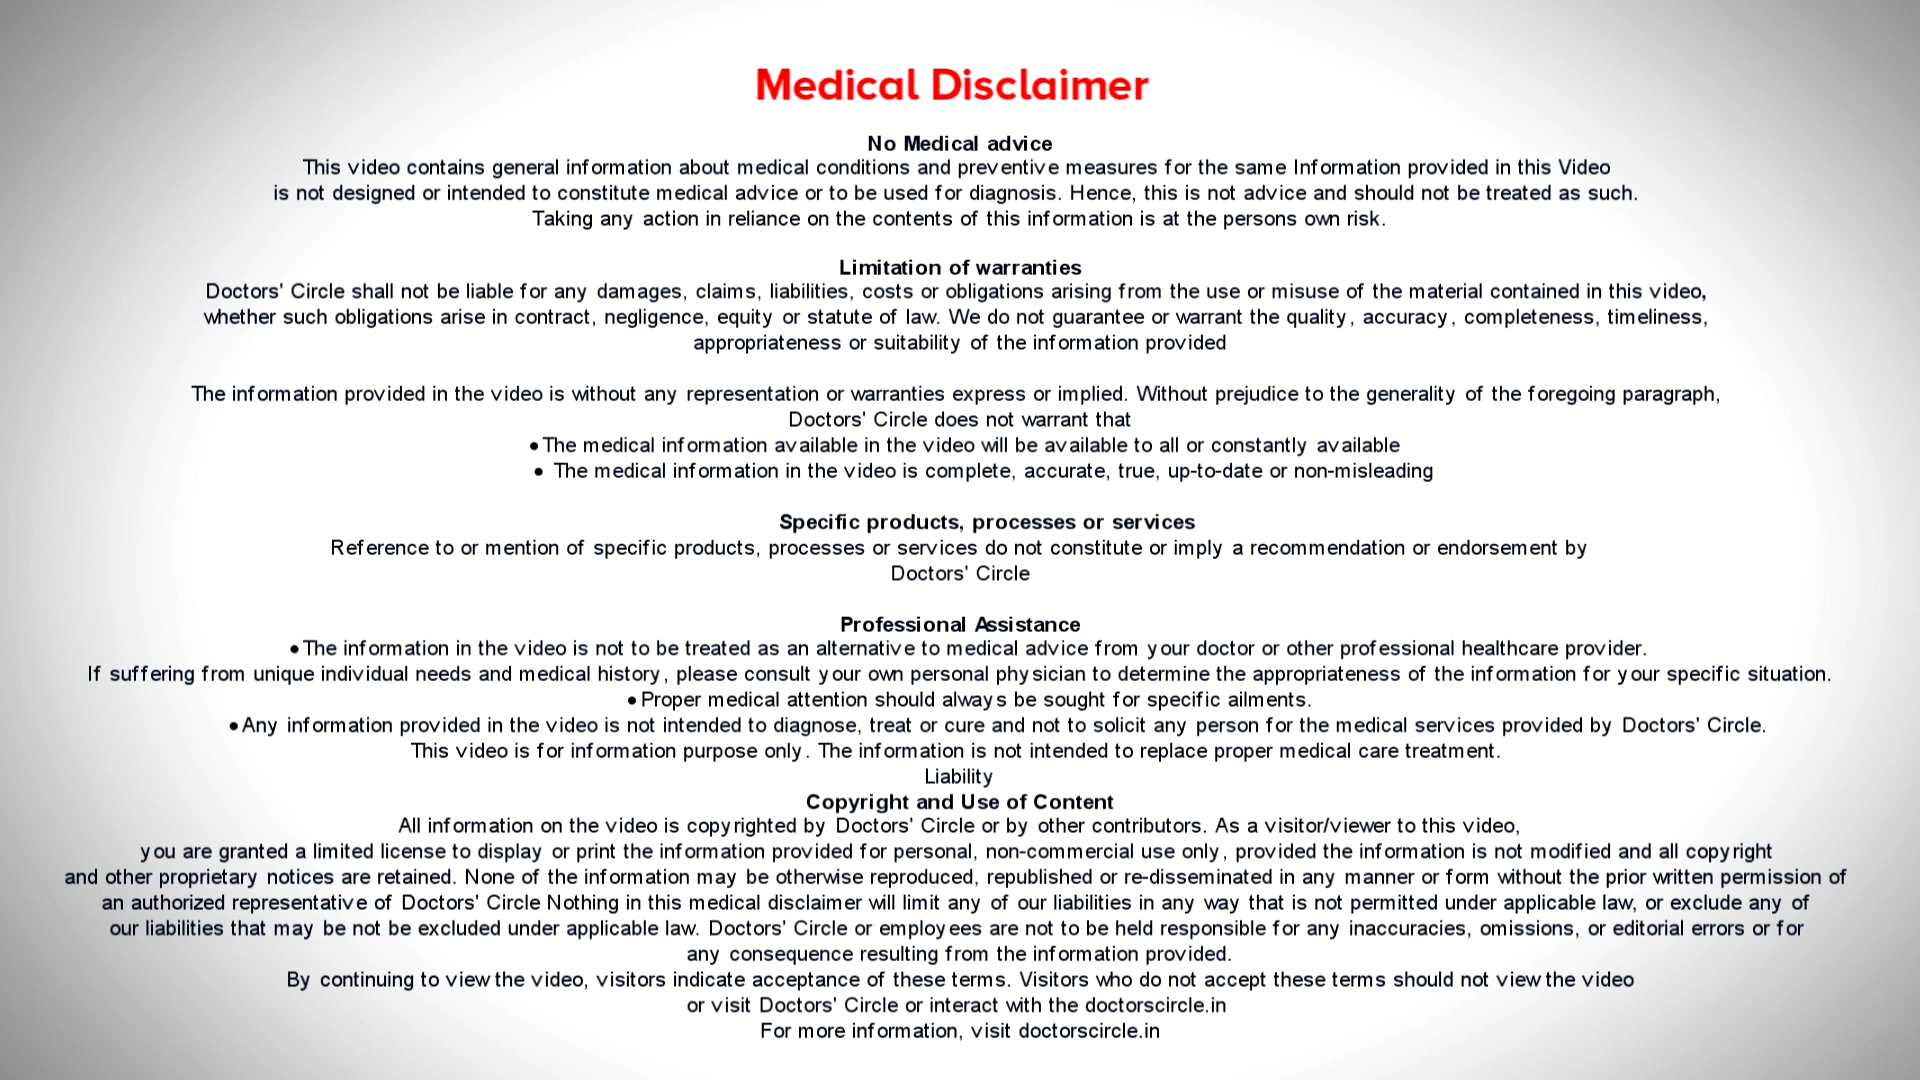 Medical Disclaimer
No Medical advice
This video contains general information about medical conditions and preventive measures for the same Information provided in this Video
is not designed or intended to constitute medical advice or to be used for diagnosis. Hence, this is not advice and should not be treated as such.
Taking any action in reliance on the contents of this information is at the persons own risk.
Limitation of warranties
Doctors' Circle shall not be liable for any damages, claims, liabilities, costs or obligations arising from the use or misuse of the material contained in this video,
whether such obligations arise in contract, negligence, equity or statute of law. We do not guarantee or warrant the quality, accuracy, completeness, timeliness,
appropriateness or suitability of the information provided
The information provided in the video is without any representation or warranties express or implied. Without prejudice to the generality of the foregoing paragraph,
Doctors' Circle does not warrant that
• The medical information available in the video will be available to all or constantly available
• The medical information in the video is complete, accurate, true, up-to-date or non-misleading
Specific products, processes or services
Reference to or mention of specific products, processes or services do not constitute or imply a recommendation or endorsement by
Doctors' Circle
Professional Assistance
• The information in the video is not to be treated as an alternative to medical advice from your doctor or other professional healthcare provider.
If suffering from unique individual needs and medical history, please consult your own personal physician to determine the appropriateness of the information for your specific situation.
• Proper medical attention should always be sought for specific ailments.
• Any information provided in the video is not intended to diagnose, treat or cure and not to solicit any person for the medical services provided by Doctors' Circle.
This video is for information purpose only. The information is not intended to replace proper medical care treatment.
Liability
Copyright and Use of Content
All information on the video is copyrighted by Doctors' Circle or by other contributors. As a visitor/viewer to this video,
you are granted a limited license to display or print the information provided for personal, non-commercial use only, provided the information is not modified and all copyright
and other proprietary notices are retained. None of the information may be otherwise reproduced, republished or re-disseminated in any manner or form without the prior written permission of
an authorized representative of Doctors' Circle Nothing in this medical disclaimer will limit any of our liabilities in any way that is not permitted under applicable law, or exclude any of
our liabilities that may be not be excluded under applicable law. Doctors' Circle or employees are not to be held responsible for any inaccuracies, omissions, or editorial errors or for
any consequence resulting from the information provided.
By continuing to view the video, visitors indicate acceptance of these terms. Visitors who do not accept these terms should not view the video
or visit Doctors' Circle or interact with the doctorscircle.in
For more information, visit doctorscircle.in